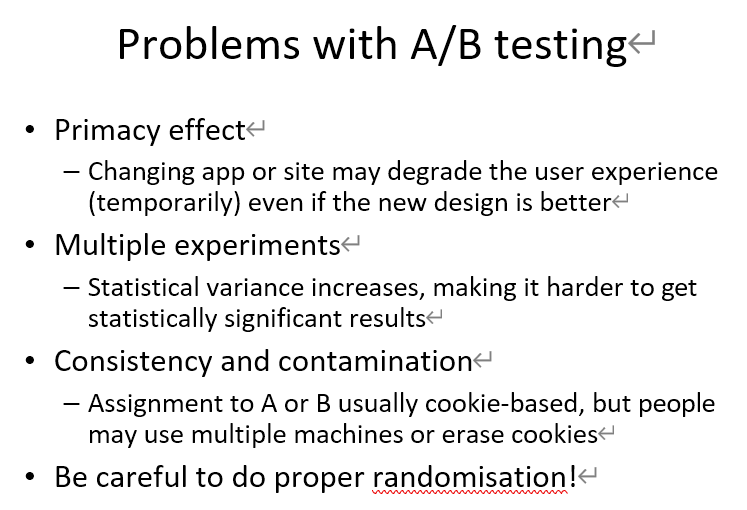 Problems with A/B testing↵
• Primacy effect↵
– Changing app or site may degrade the user experience
(temporarily) even if the new design is better↵
• Multiple experiments↵
– Statistical variance increases, making it harder to get
statistically significant results↵
• Consistency and contamination↵
– Assignment to A or B usually cookie-based, but people
may use multiple machines or erase cookies↵
• Be careful to do proper randomisation!↵